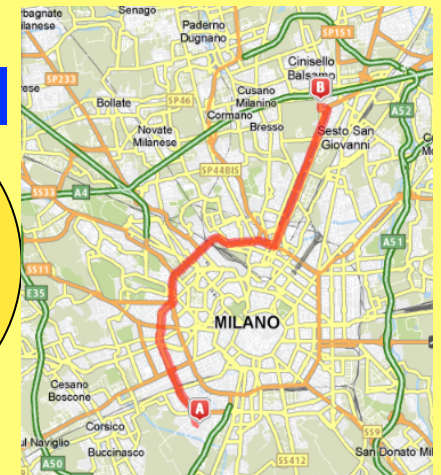 Senago
Paderno
Dugnano
SP151
Cinisello
Balsamo
SP233
B
Cusano
Milanino
Bollate
SP46
Cormano
A52
Bresso
Novate
Milanese
Sesto San
Giovanni
SP44BIS
SS33
A4
A51
SS11
E35
MILANO
Cesano
Boscone
A
Corsico
SS9
Buccinasco
A50
SS412
San Donato Mil